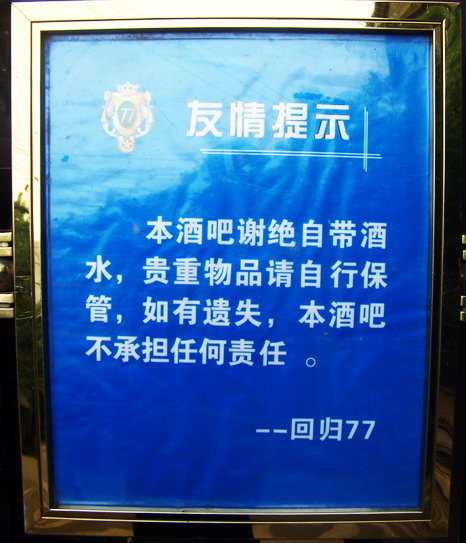 77
友情提示
本酒吧谢绝自带酒
水，贵重物品请自行保
管，如有遗失，本酒吧
不承担任何责任 。
--回归77